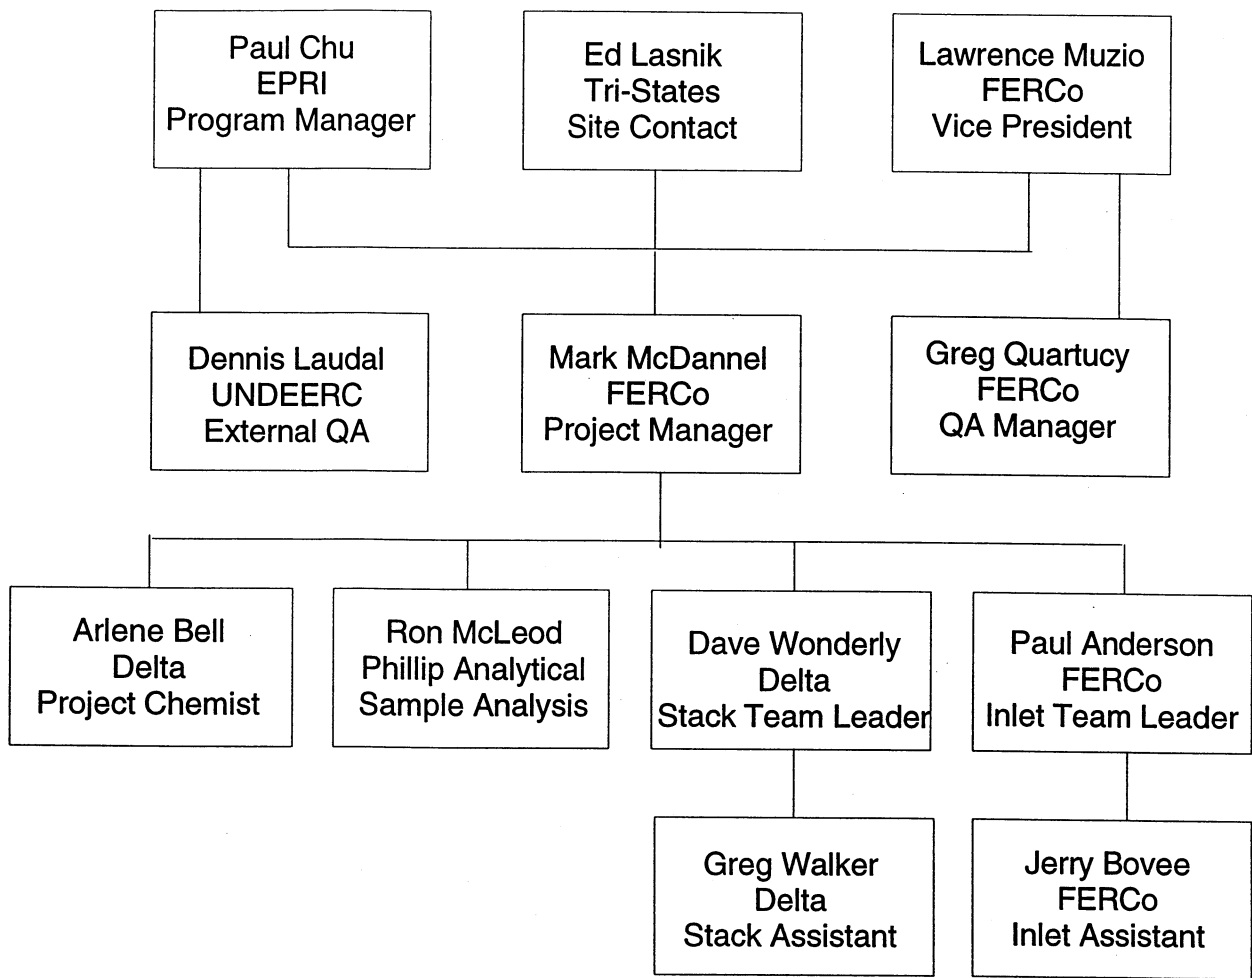 Paul Chu
EPRI
Program Manager
Ed Lasnik
Tri-States
Site Contact
Lawrence Muzio
FERCo
Vice President
Dennis Laudal
UNDEERC
External QA
Mark McDannel
FERCo
Project Manager
Greg Quartucy
FERCo
QA Manager
Arlene Bell
Delta
Project Chemist
Ron McLeod
Phillip Analytical
Sample Analysis
Dave Wonderly
Delta
Stack Team Leader
Paul Anderson
FERCo
Inlet Team Leader
Greg Walker
Delta
Stack Assistant
Jerry Bovee
FERCo
Inlet Assistant